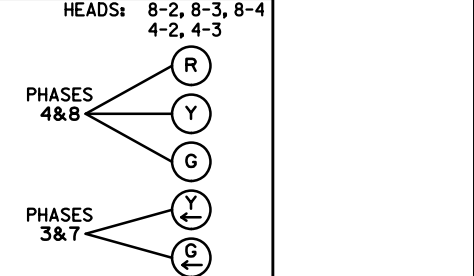 HEADS: 8-2, 8-3, 8-4
4-2, 4-3
R
PHASES
4&8
Y
G
PHASES
3&7
Y
←
G
←